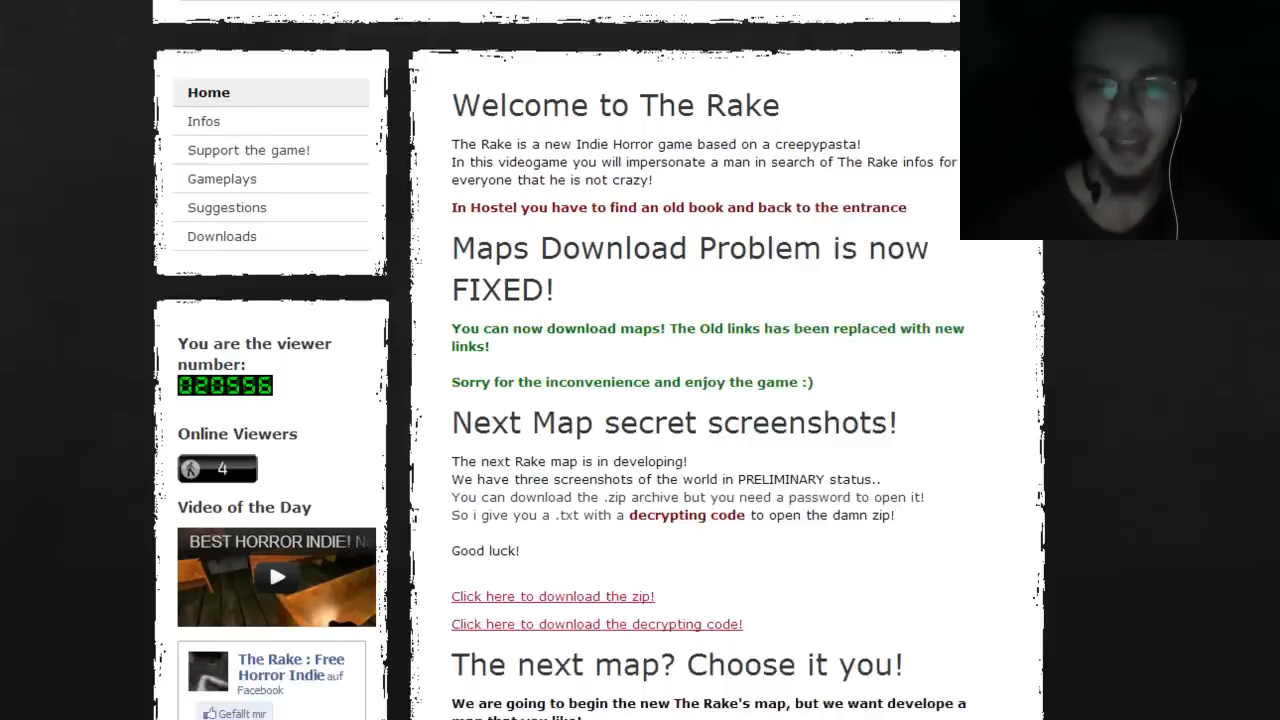 Home
Infos
Support the game!
Gameplays
Suggestions
Downloads
You are the viewer
number:
020556
Online Viewers
4
Video of the Day
BEST HORROR INDIE!
The Rake : Free
Horror Indie auf
Facebook
Gefällt mir
Welcome to The Rake
The Rake is a new Indie Horror game based on a creepypasta!
In this videogame you will impersonate a man in search of The Rake infos for
everyone that he is not crazy!
In Hostel you have to find an old book and back to the entrance
Maps Download Problem is now
FIXED!
You can now download maps! The Old links has been replaced with new
links!
Sorry for the inconvenience and enjoy the game :)
Next Map secret screenshots!
The next Rake map is in developing!
We have three screenshots of the world in PRELIMINARY status..
You can download the .zip archive but you need a password to open it!
So i give you a .txt with a decrypting code to open the damn zip!
Good luck!
Click here to download the zip!
Click here to download the decrypting code!
The next map? Choose it you!
We are going to begin the new The Rake's map, but we want develope a
map that you like!